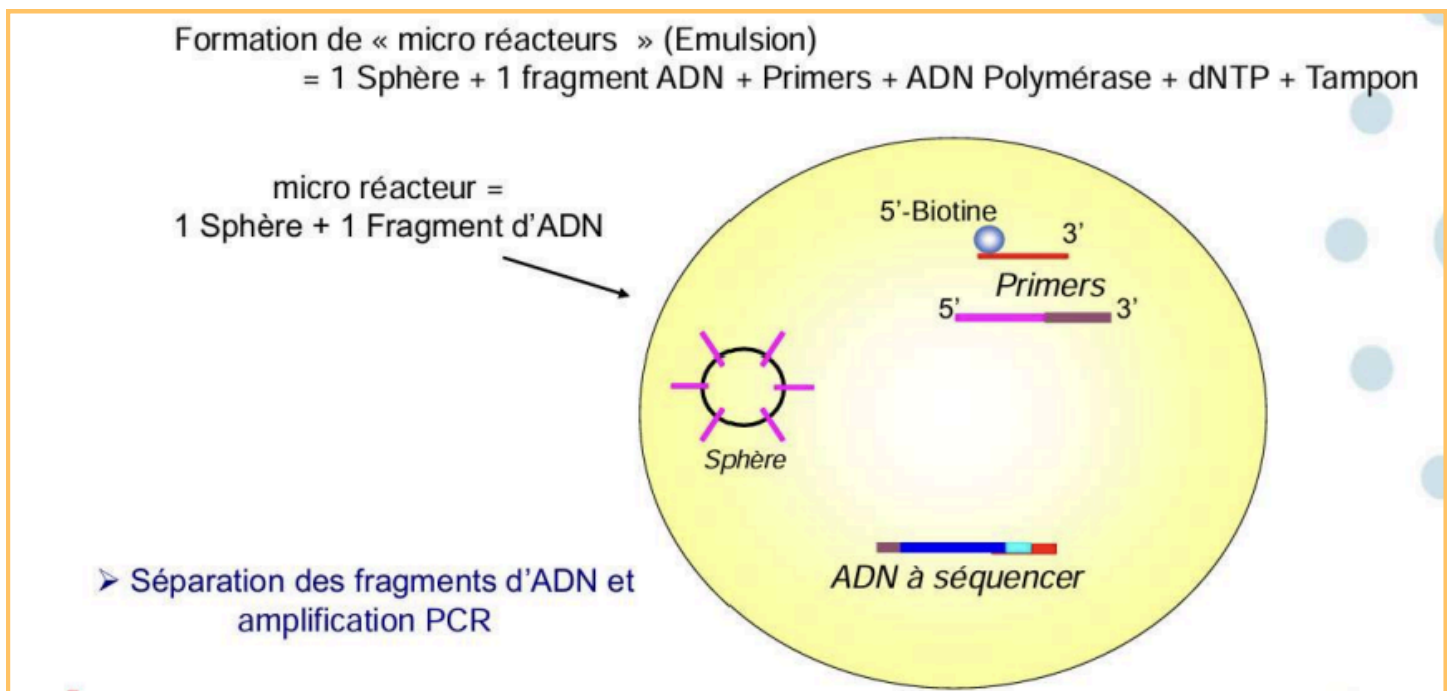 Formation de « micro réacteurs » (Emulsion)
= 1 Sphère + 1 fragment ADN + Primers + ADN Polymérase + dNTP + Tampon
micro réacteur =
1 Sphère + 1 Fragment d’ADN
5’-Biotine
3’
Primers
5’
3’
Sphère
ADN à séquencer
➢ Séparation des fragments d’ADN et
amplification PCR